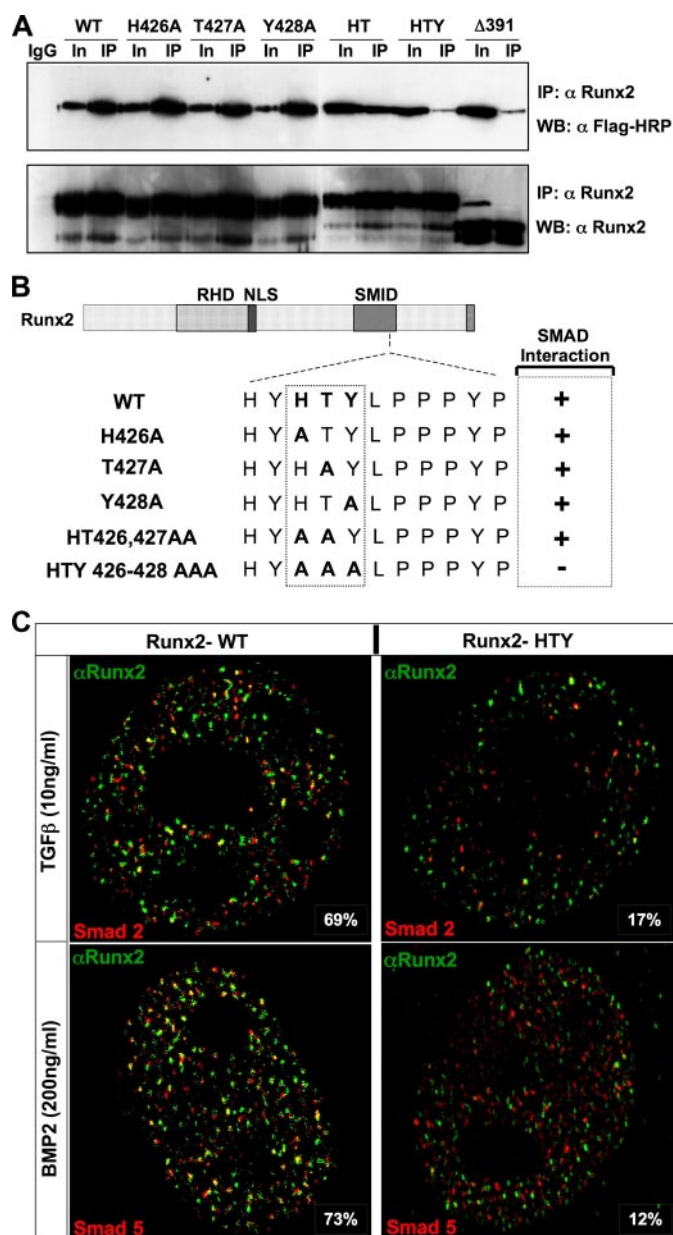 A
WT H426A T427A Y428A HT HTY Δ391
IgG In IP In IP In IP In IP In IP In IP In IP
IP: α Runx2
WB: α Flag-HRP
IP: α Runx2
WB: α Runx2
B
RHD NLS SMID
Runx2
SMAD
Interaction
WT H Y H T Y L P P P Y P +
H426A H Y A T Y L P P P Y P +
T427A H Y H A Y L P P P Y P +
Y428A H Y H T A L P P P Y P +
HT426,427AA H Y A A Y L P P P Y P +
HTY 426-428 AAA H Y A A A L P P P Y P -
C
Runx2- WT Runx2- HTY
TGFβ (10ng/ml)
αRunx2
Smad 2
69%
αRunx2
Smad 2
17%
BMP2 (200ng/ml)
αRunx2
Smad 5
73%
αRunx2
Smad 5
12%